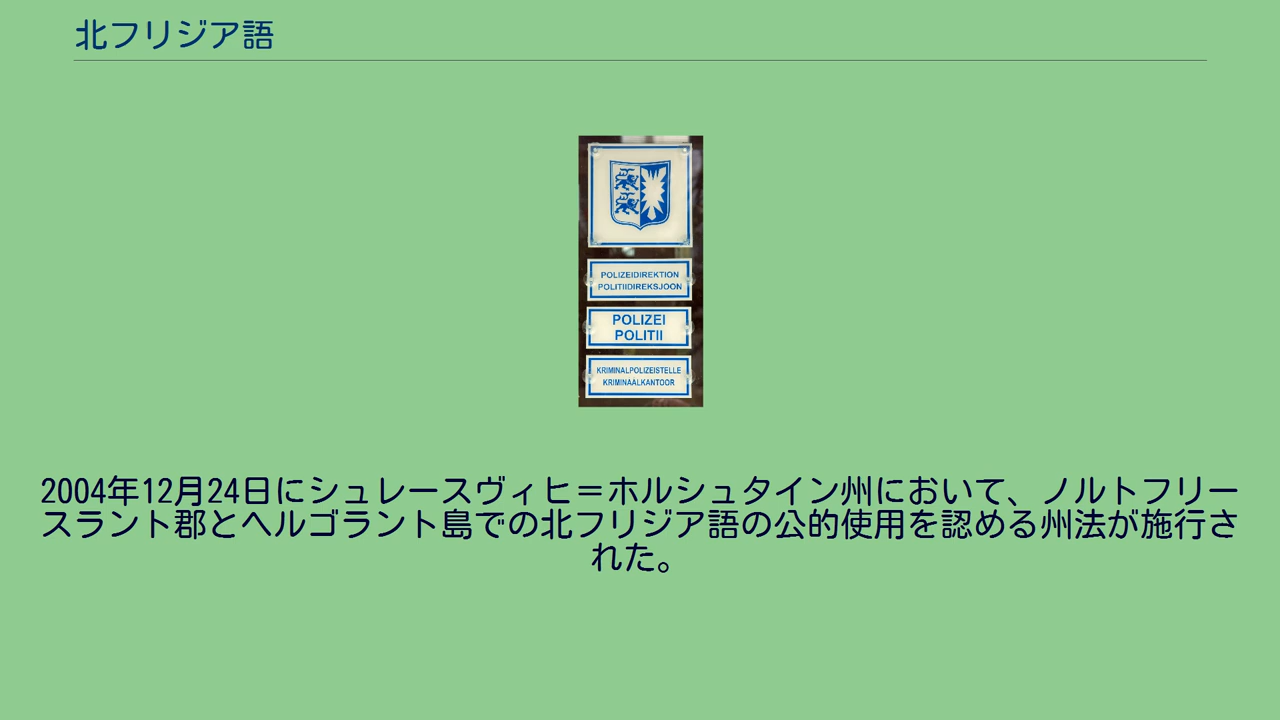 北フリジア語
POLIZEIDIREKTION
POLITIIDIREKSJOON
POLIZEI
POLITII
KRIMINALPOLIZEISTELLE
KRIMINAÅLKANTOOR
2004年12月24日にシュレースヴィヒ＝ホルシュタイン州において、ノルトフリー
スラント郡とヘルゴラント島での北フリジア語の公的使用を認める州法が施行さ
れた。